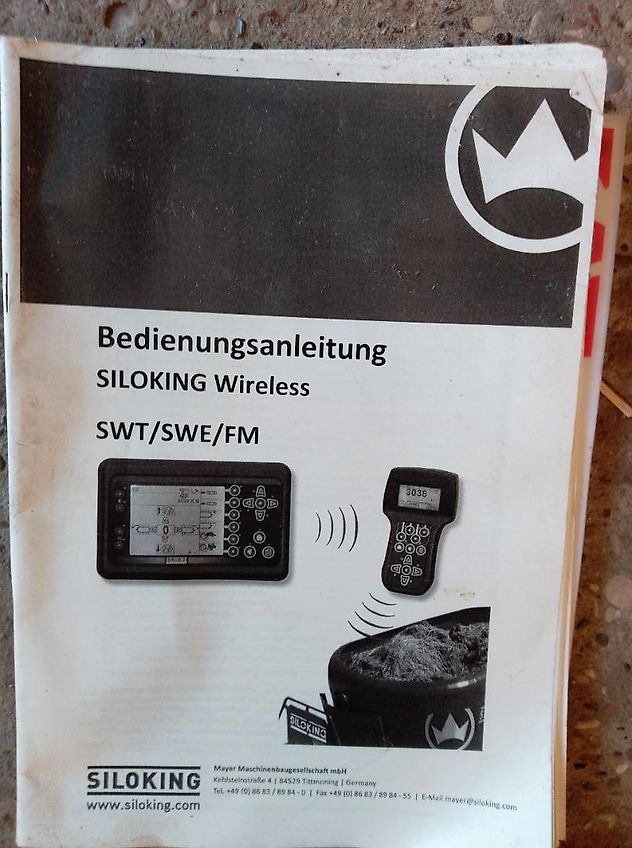 Bedienungsanleitung
SILOKING Wireless
SWT/SWE/FM
3038
SILOKING
SILOKING
www.siloking.com
Mayer Maschinenbaugesellschaft mbH
Kehlsteinstraße 4 | 84529 Tittmoning | Germany
Tel. +49 (0) 86 83 / 89 84 - 0 | Fax +49 (0) 86 83 / 89 84 - 55 | E-Mail mayer@siloking.com